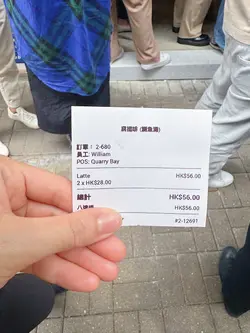 訂單： 2-680
員工: William
POS: Quarry Bay
Latte HK$56.00
2 x HK$28.00
總計 HK$56.00
八達通 HK$56.00
#2-12691